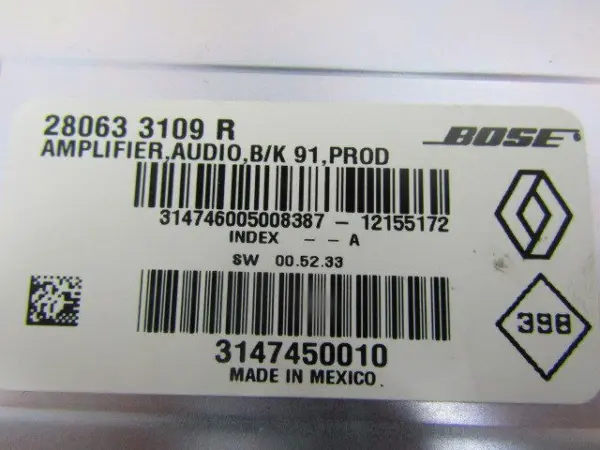 28063 3109 R
BOSE
AMPLIFIER,AUDIO,B/K 91,PROD
314746005008387 - 12155172
INDEX - - A
SW 00.52.33
398
3147450010
MADE IN MEXICO.